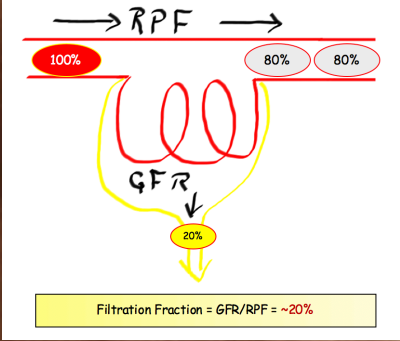 RPF
100% 80% 80%
GFR
20%
Filtration Fraction = GFR/RPF = ~20%